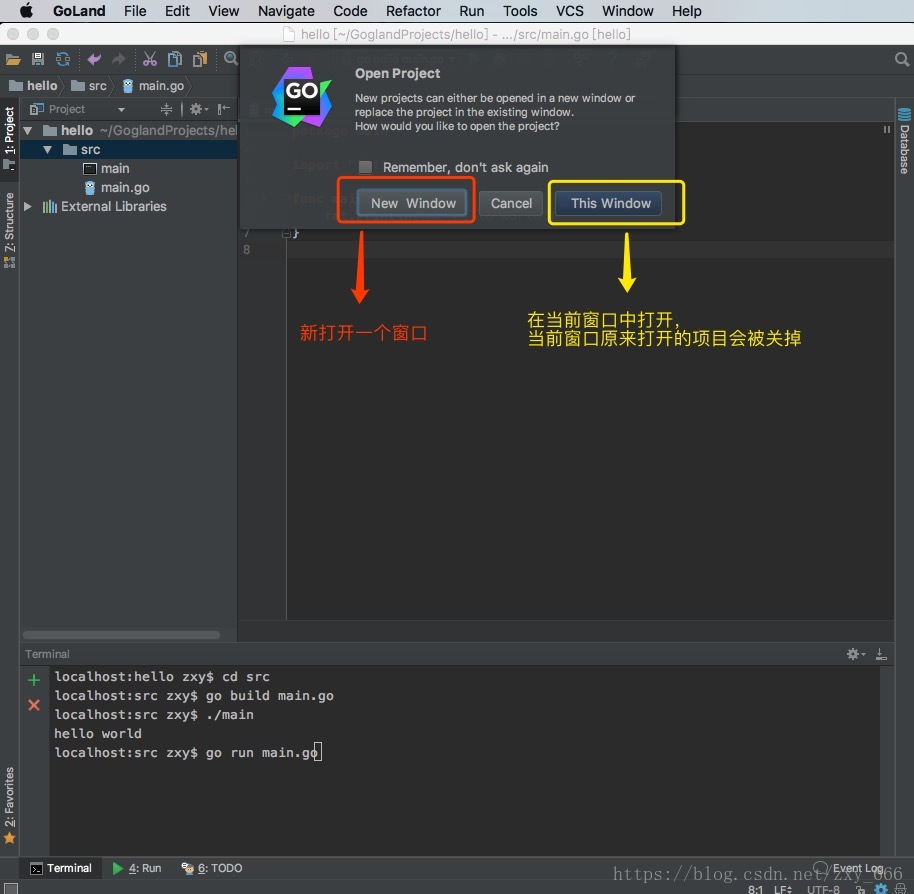 GoLand File Edit View Navigate Code Refactor Run Tools VCS Window Help
hello [~/GoglandProjects/hello] - .../src/main.go [hello]
hello src main.go
Project
1: Project
hello ~/GoglandProjects/hel
src
main
main.go
External Libraries
7: Structure
Database
GO
Open Project
New projects can either be opened in a new window or
replace the project in the existing window.
How would you like to open the project?
Remember, don't ask again
New Window Cancel This Window
7 }
8
新打开一个窗口
在当前窗口中打开,
当前窗口原来打开的项目会被关掉
Terminal
localhost:hello zxy$ cd src
localhost:src zxy$ go build main.go
localhost:src zxy$ ./main
hello world
localhost:src zxy$ go run main.go
2: Favorites
Terminal 4: Run 6: TODO Event Log
https://blog.csdn.net/zxy_666
8:1 LF÷ UTF-8